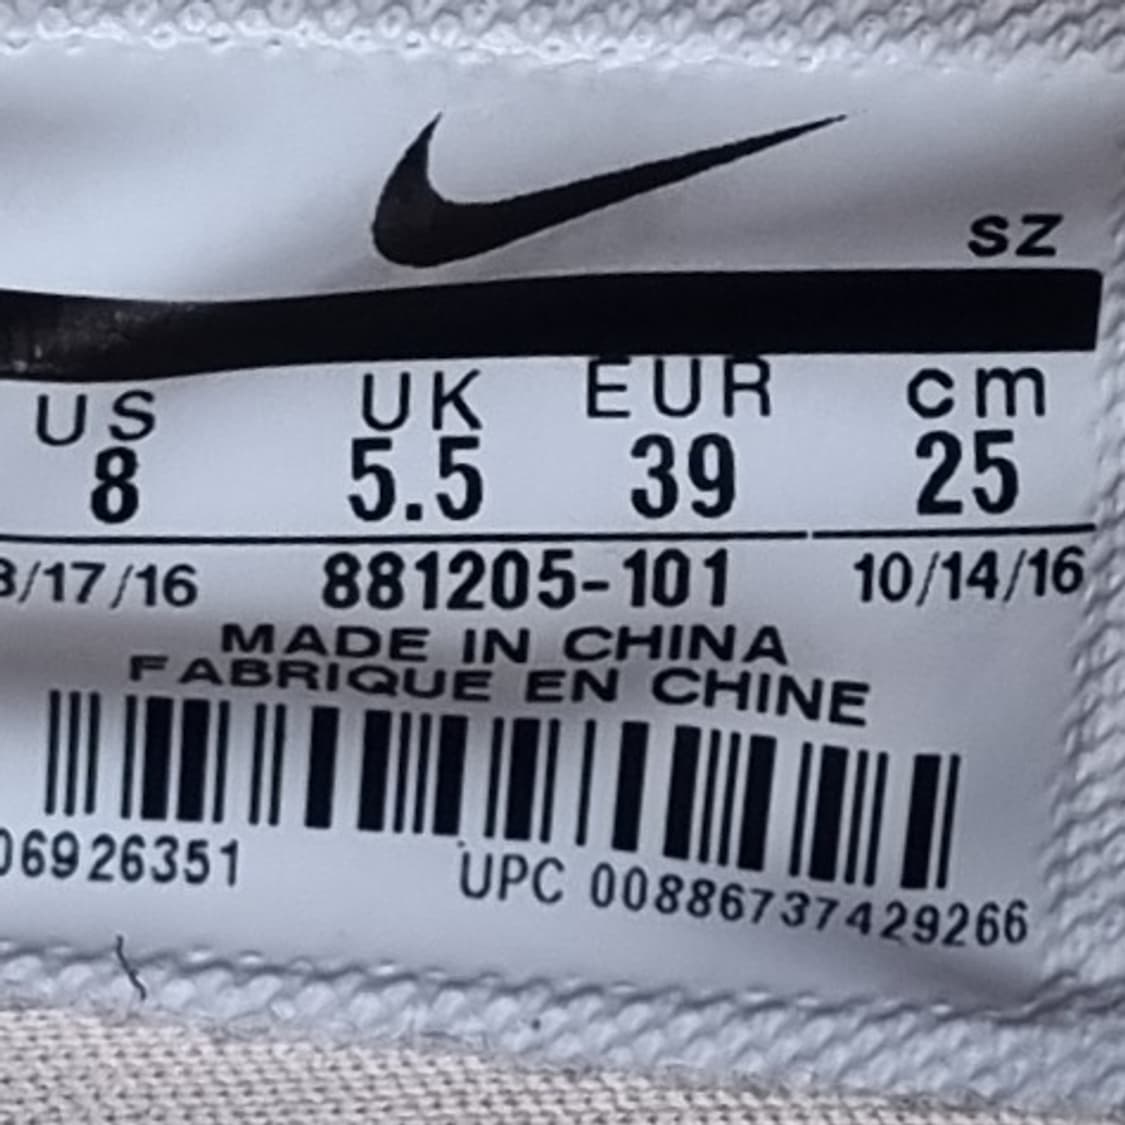 SZ
US UK EUR cm
8 5.5 39 25
/17/16 881205-101 10/14/16
MADE IN CHINA
FABRIQUE EN CHINE
06926351 UPC 00886737429266